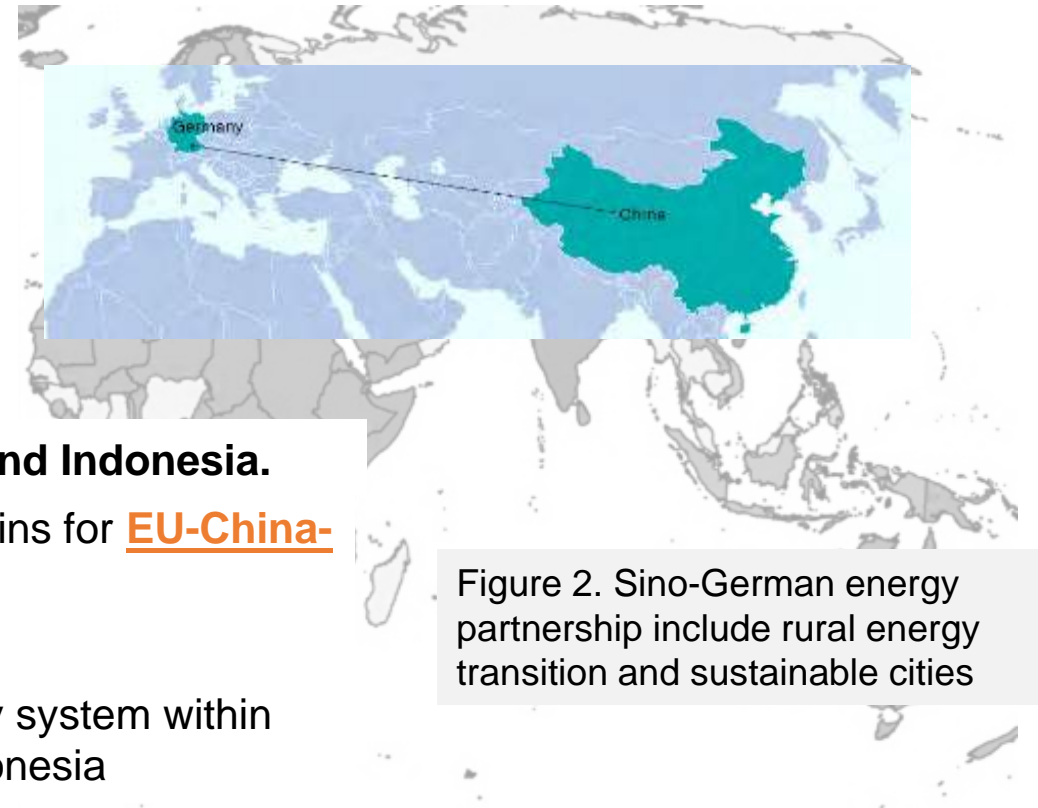 Germany
China
nd Indonesia.
ins for EU-China-
Figure 2. Sino-German energy
partnership include rural energy
transition and sustainable cities
y system within
onesia